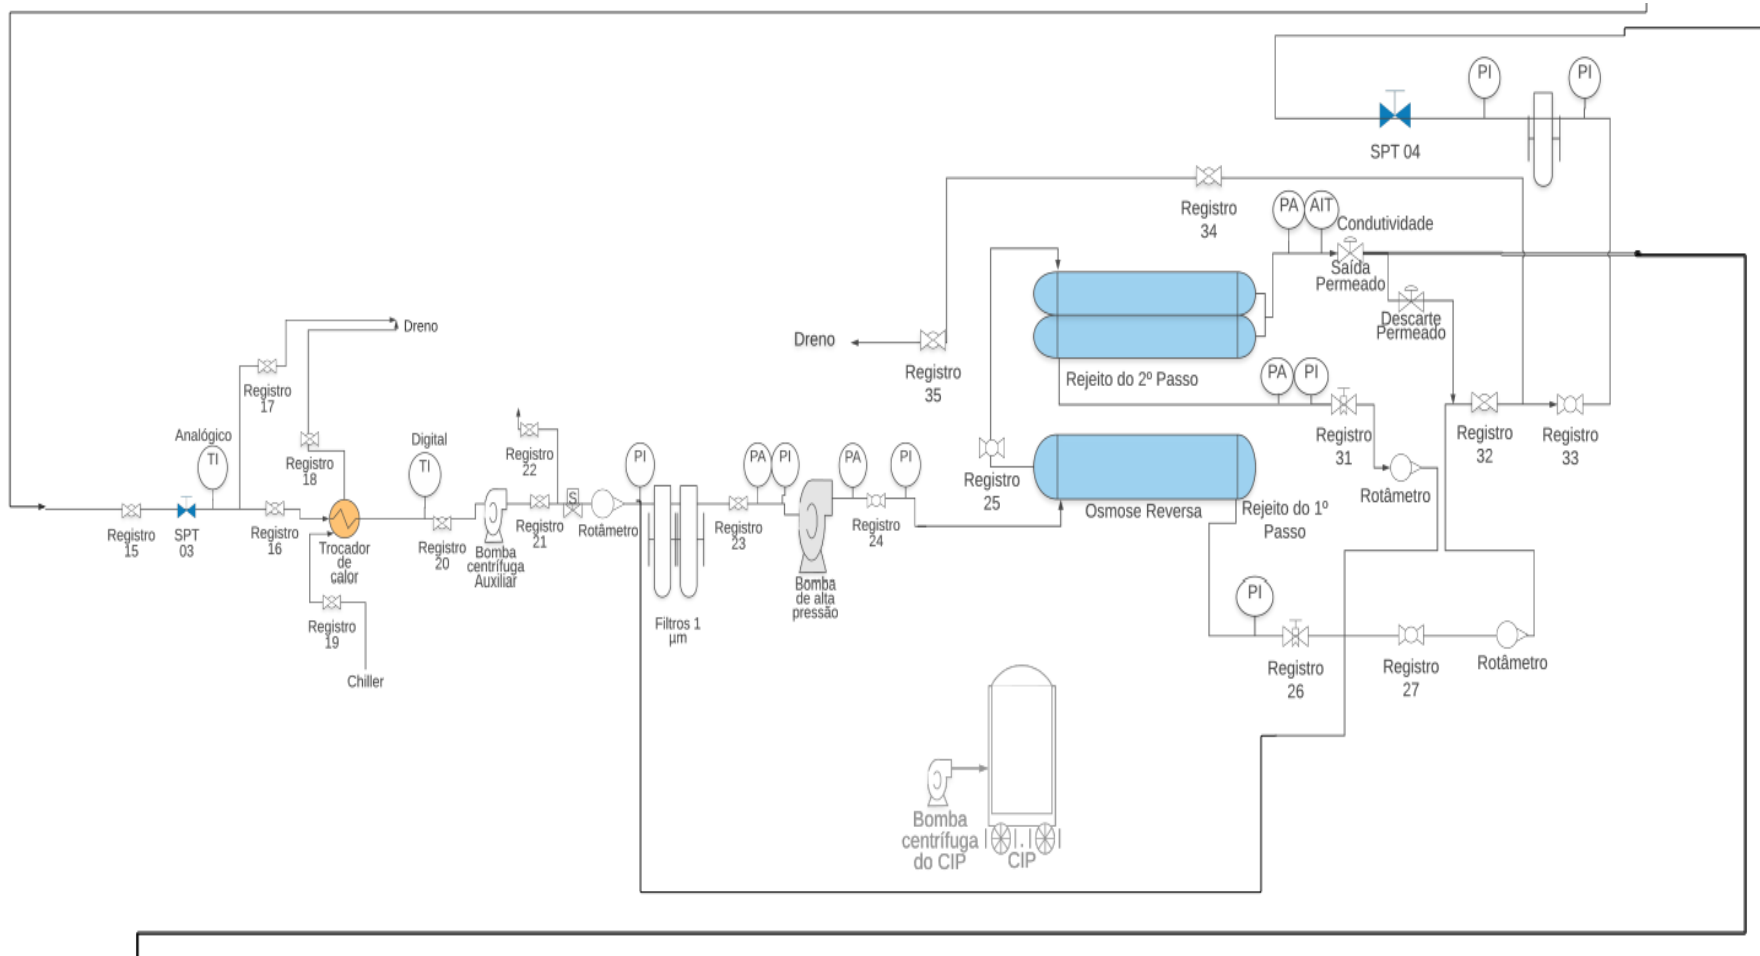 PI
PI
SPT 04
Registro
34
PA
AIT
Condutividade
Saída
Permeado
Descarte
Permeado
Dreno
Registro
17
Registro
18
Analógico
TI
Digital
TI
Registro
15
SPT
03
Registro
16
Trocador
de
calor
Registro
19
Chiller
Registro
20
Bomba
centrífuga
Auxiliar
Registro
21
Registro
22
S
Rotâmetro
PI
Filtros 1
µm
Registro
23
PA
PI
Bomba
de alta
pressão
PA
Registro
24
PI
Dreno
Registro
35
Registro
25
Rejeito do 2º Passo
Osmose Reversa
Rejeito do 1º
Passo
PA
PI
Registro
31
Rotâmetro
Registro
32
Registro
33
PI
Registro
26
Registro
27
Rotâmetro
Bomba
centrífuga
do CIP
CIP